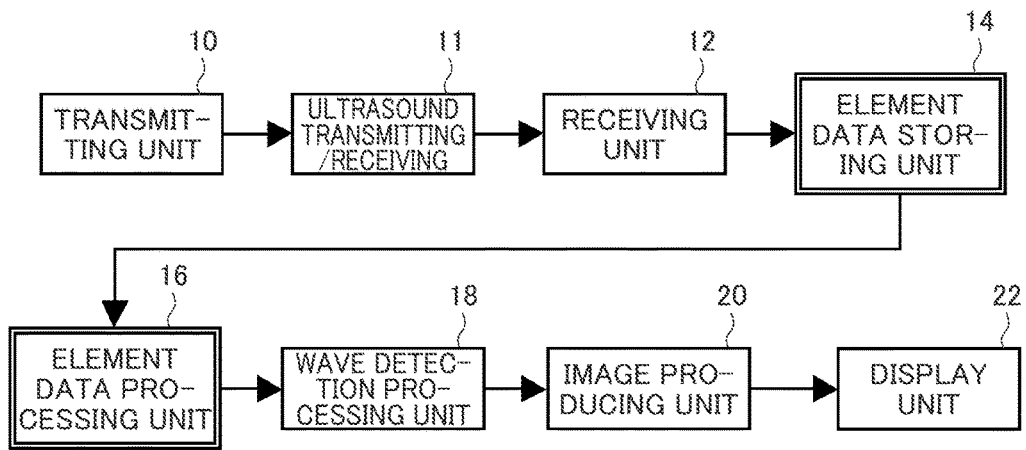 10
11
12
14
TRANSMIT-
TING UNIT
ULTRASOUND
TRANSMITTING
/RECEIVING
RECEIVING
UNIT
ELEMENT
DATA STOR-
ING UNIT
16
18
20
22
ELEMENT
DATA PRO-
CESSING UNIT
WAVE DETEC-
TION PRO-
CESSING UNIT
IMAGE PRO-
DUCING UNIT
DISPLAY
UNIT